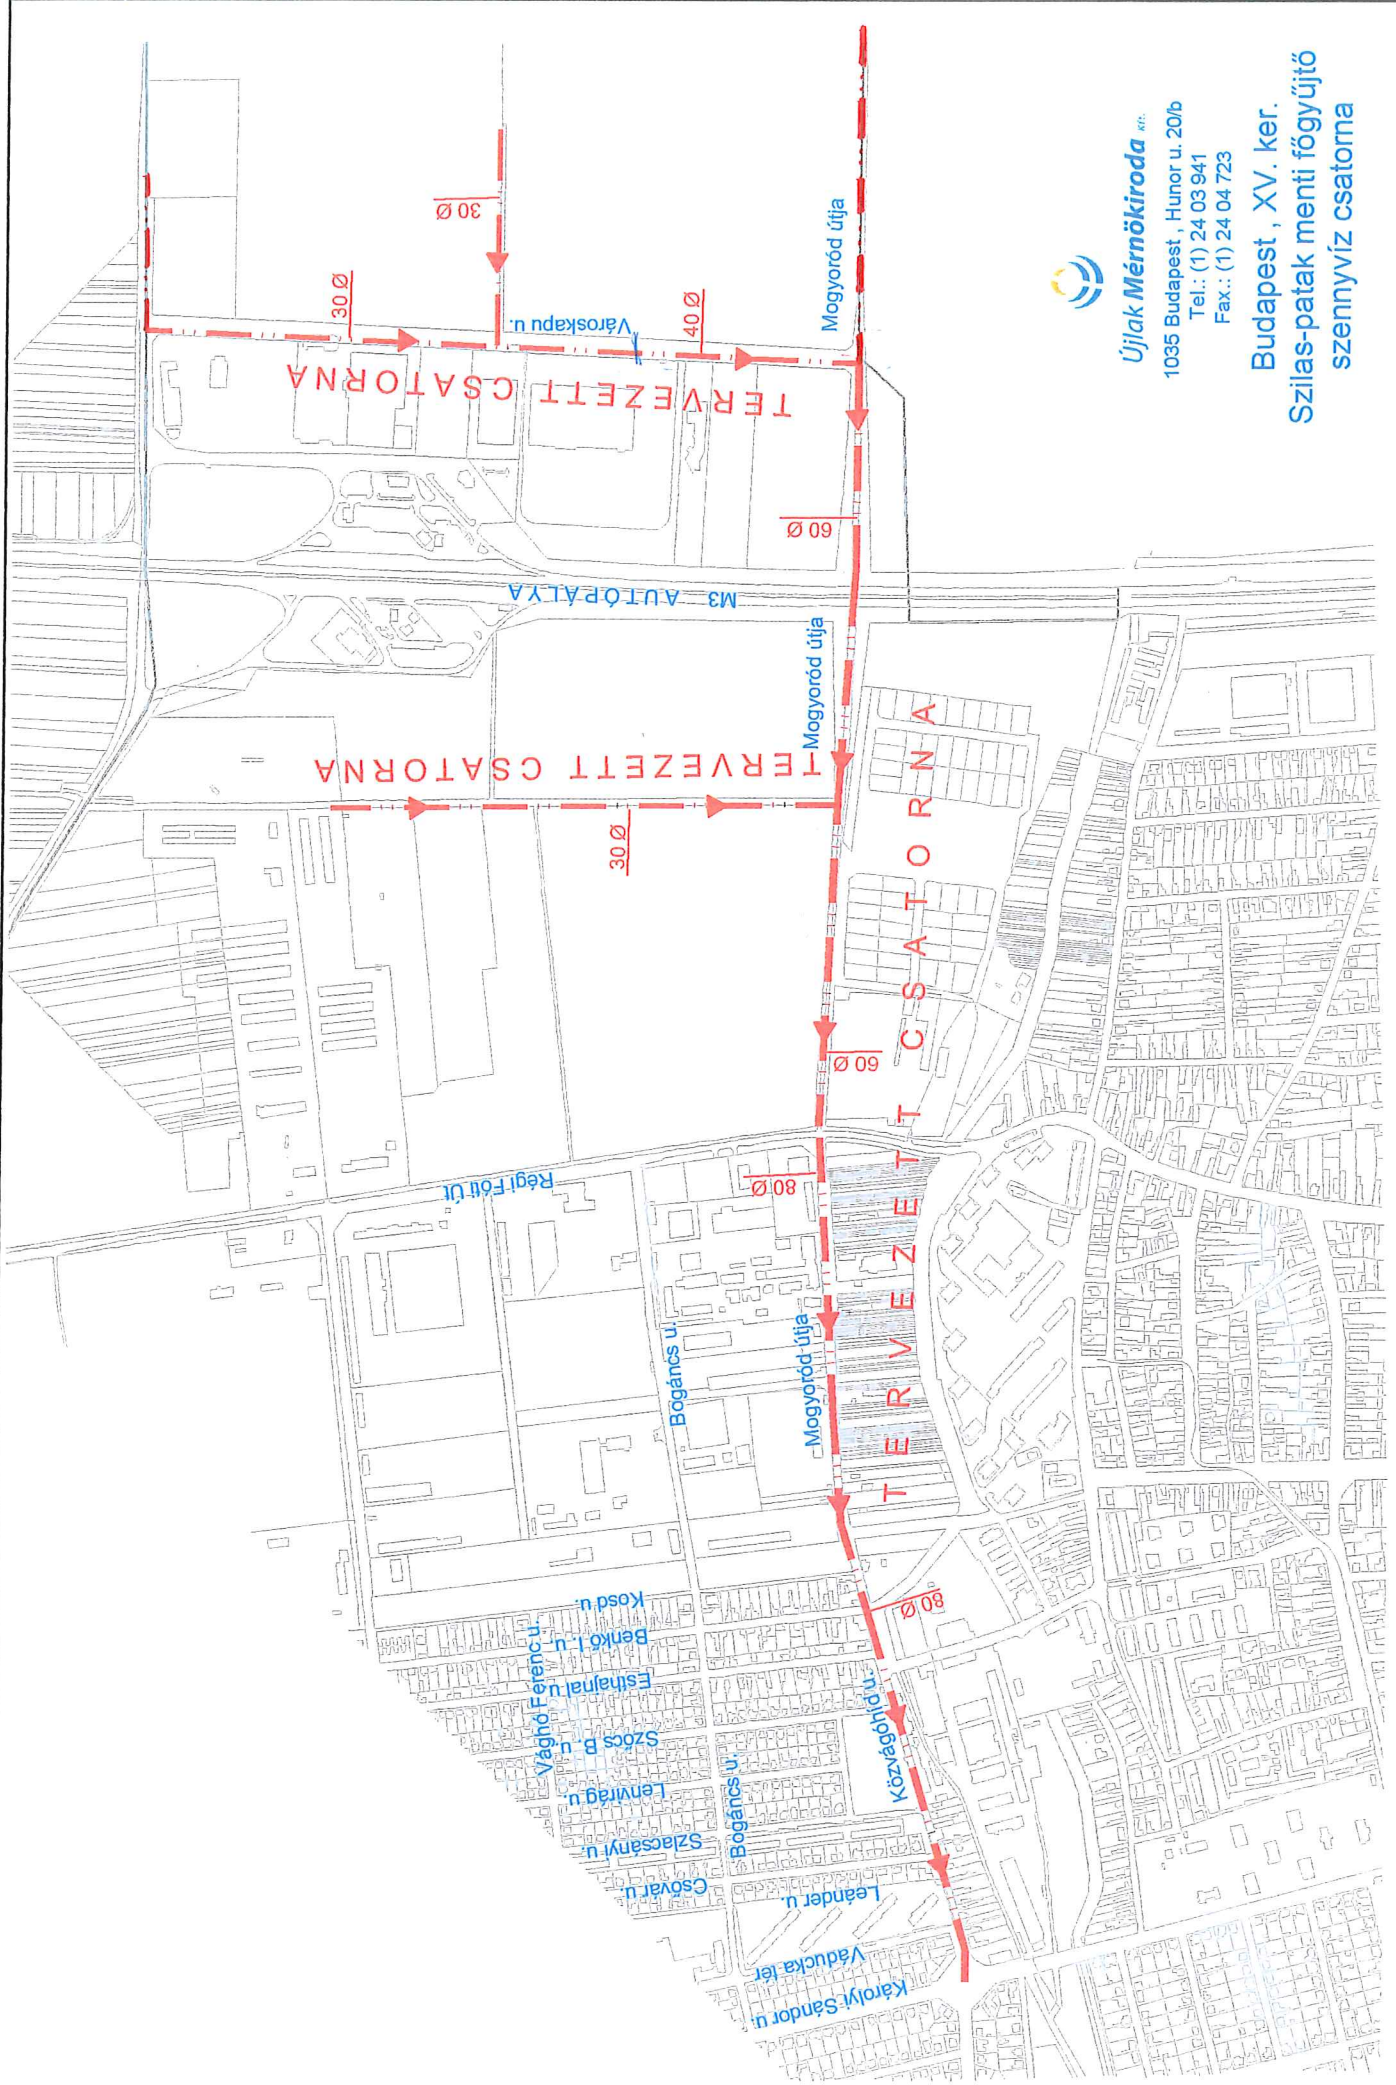 30 Ø
30 Ø
Városkapu u.
40 Ø
Mogyoród útja
TERVEZETT CSATORNA
60 Ø
M3 AUTÓPÁLYA
Mogyoród útja
TERVEZETT CSATORNA
30 Ø
TERVEZETT CSATORNA
60 Ø
Régi Fóti Út
80 Ø
Bogáncs u.
Mogyoród útja
80 Ø
Kosd u.
Benkő I. u.
Vághó Ferenc u.
Esthajnal u.
Szőcs B. u.
Lenvirág u.
Szlacsányi u.
Csővár u.
Bogáncs u.
Közvágóhíd u.
Leánder u.
Váducka tér
Károlyi Sándor u.
Újlak Mérnökiroda Kft.
1035 Budapest , Hunor u. 20/b
Tel.: (1) 24 03 941
Fax.: (1) 24 04 723
Budapest , XV. ker.
Szilas-patak menti főgyűjtő
szennyvíz csatorna